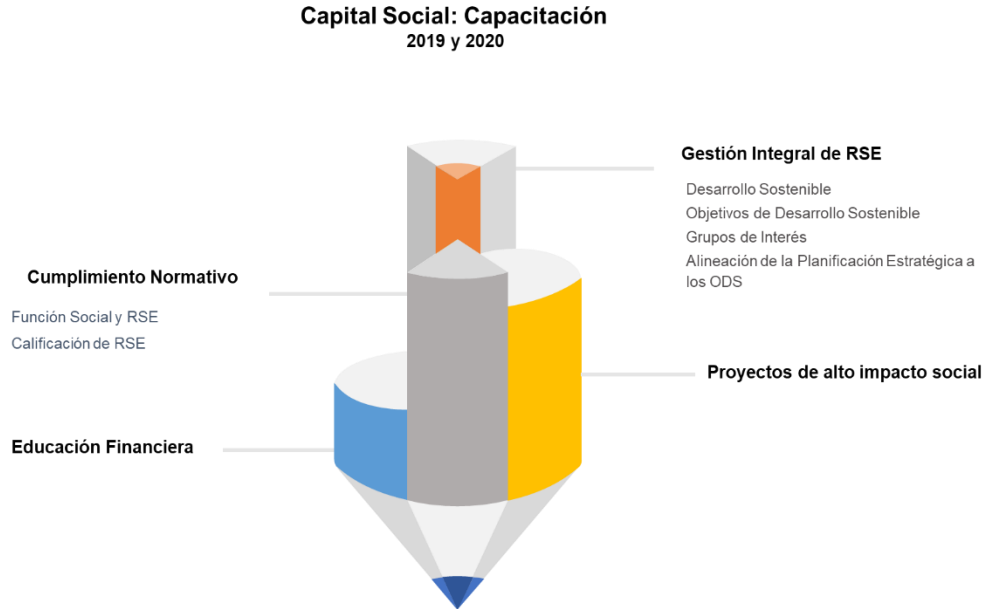 Capital Social: Capacitación
2019 y 2020
Gestión Integral de RSE
Desarrollo Sostenible
Objetivos de Desarrollo Sostenible
Grupos de Interés
Alineación de la Planificación Estratégica a
los ODS
Cumplimiento Normativo
Función Social y RSE
Calificación de RSE
Proyectos de alto impacto social
Educación Financiera